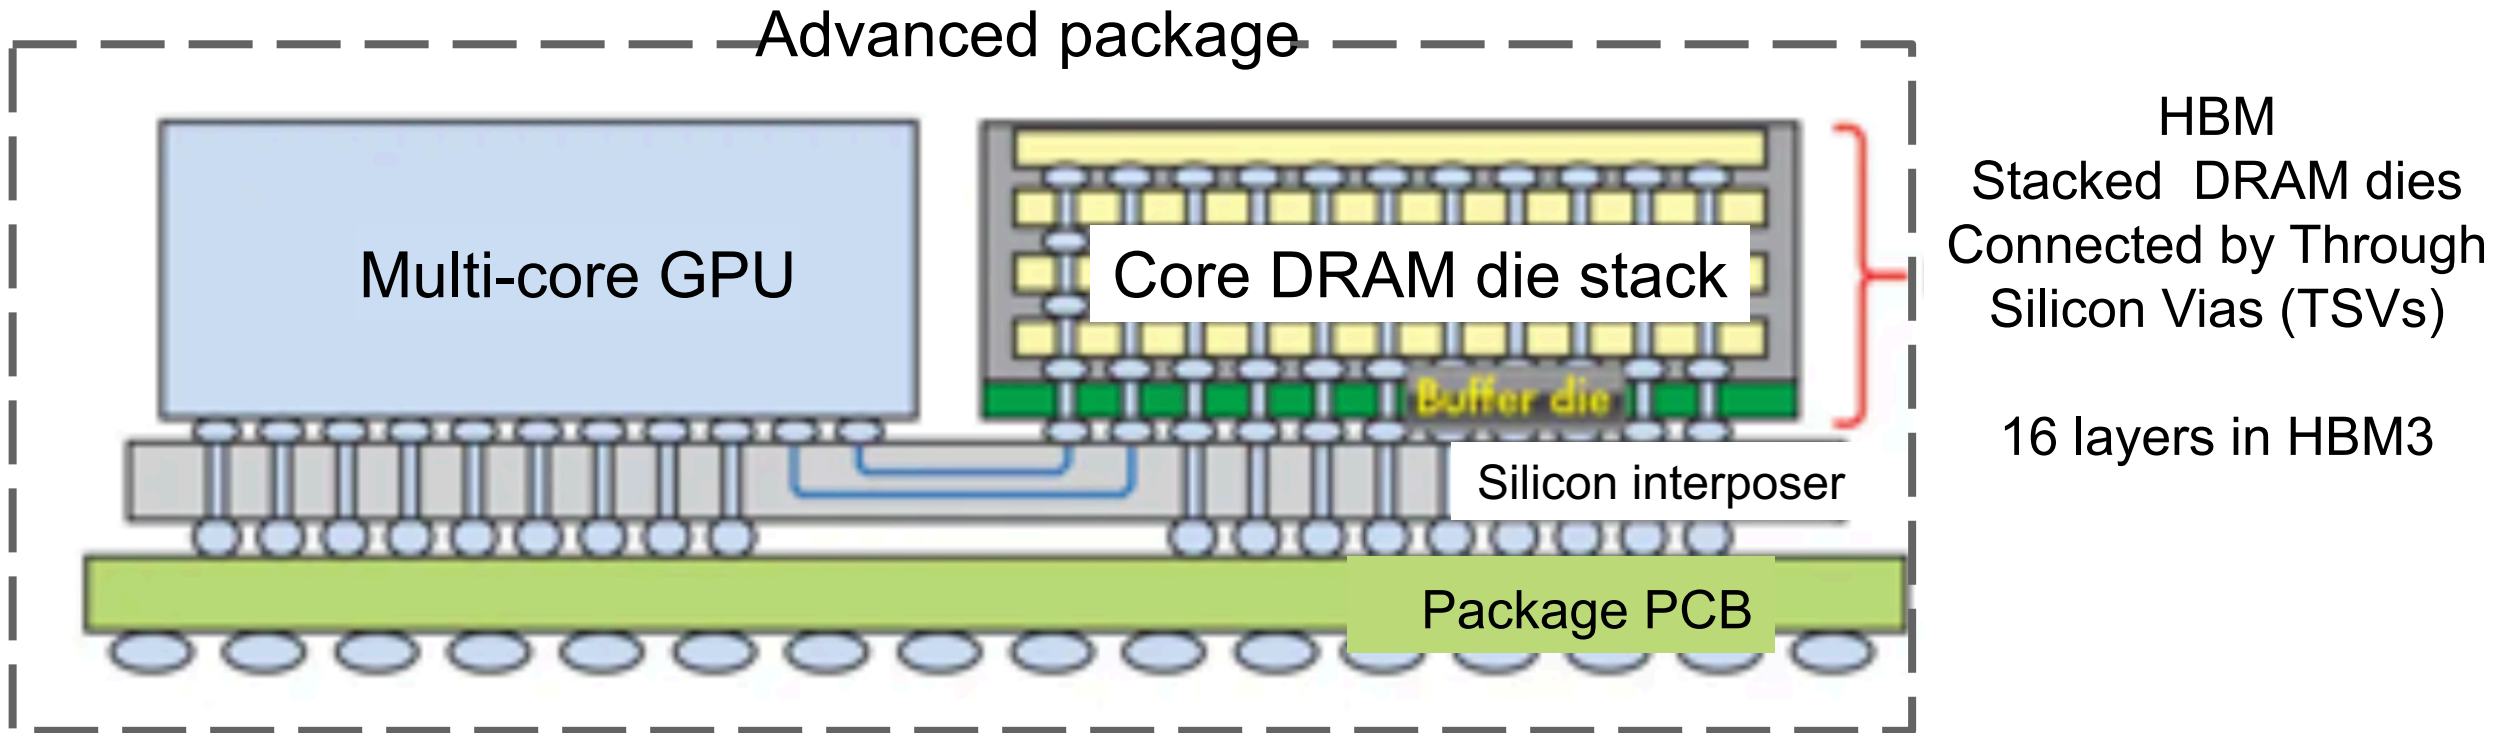 Advanced package
Multi-core GPU
Core DRAM die stack
Buffer die
Silicon interposer
Package PCB
HBM
Stacked DRAM dies
Connected by Through
Silicon Vias (TSVs)
16 layers in HBM3